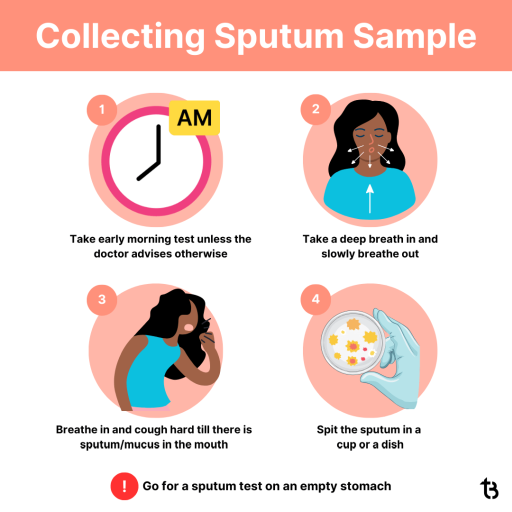 Collecting Sputum Sample
1
AM
2
Take early morning test unless the
doctor advises otherwise
Take a deep breath in and
slowly breathe out
3
4
Breathe in and cough hard till there is
sputum/mucus in the mouth
Spit the sputum in a
cup or a dish
! Go for a sputum test on an empty stomach
tB